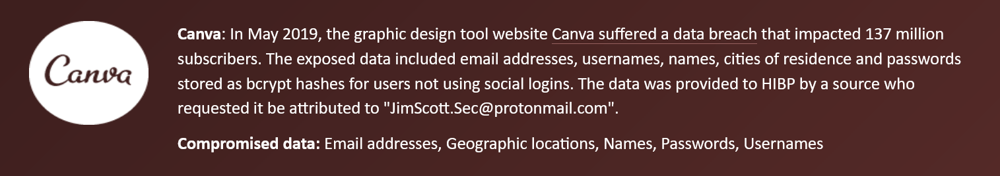 Canva
Canva: In May 2019, the graphic design tool website Canva suffered a data breach that impacted 137 million
subscribers. The exposed data included email addresses, usernames, names, cities of residence and passwords
stored as bcrypt hashes for users not using social logins. The data was provided to HIBP by a source who
requested it be attributed to "JimScott.Sec@protonmail.com".
Compromised data: Email addresses, Geographic locations, Names, Passwords, Usernames